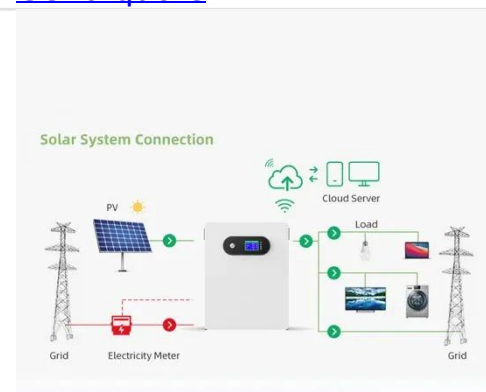 Solar System Connection
Cloud Server
PV
Load
Grid
Electricity Meter
Grid